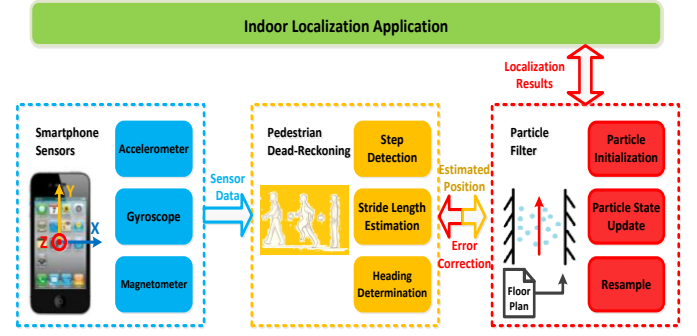 Indoor Localization Application
Localization
Results
Smartphone
Sensors
Accelerometer
Gyroscope
Magnetometer
Y
X
Z
Sensor
Data
Pedestrian
Dead-Reckoning
Step
Detection
Stride Length
Estimation
Heading
Determination
Estimated
Position
Error
Correction
Particle
Filter
Floor
Plan
Particle
Initialization
Particle State
Update
Resample